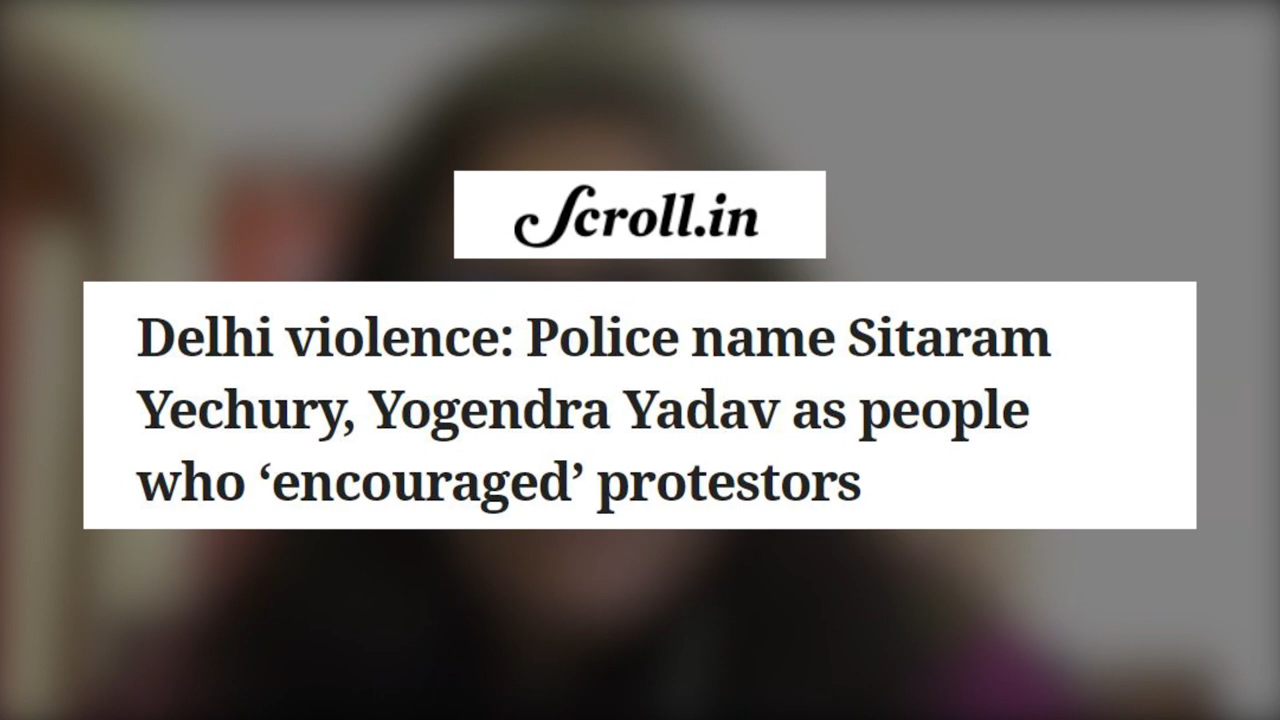 Scroll.in
Delhi violence: Police name Sitaram
Yechury, Yogendra Yadav as people
who ‘encouraged’ protestors